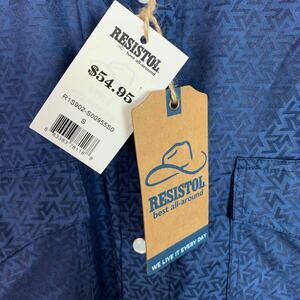 RESISTOL
best all-around
$54.95
R1S902-S0095550
S
RESISTOL
best all-around
WE LIVE IT EVERY DAY